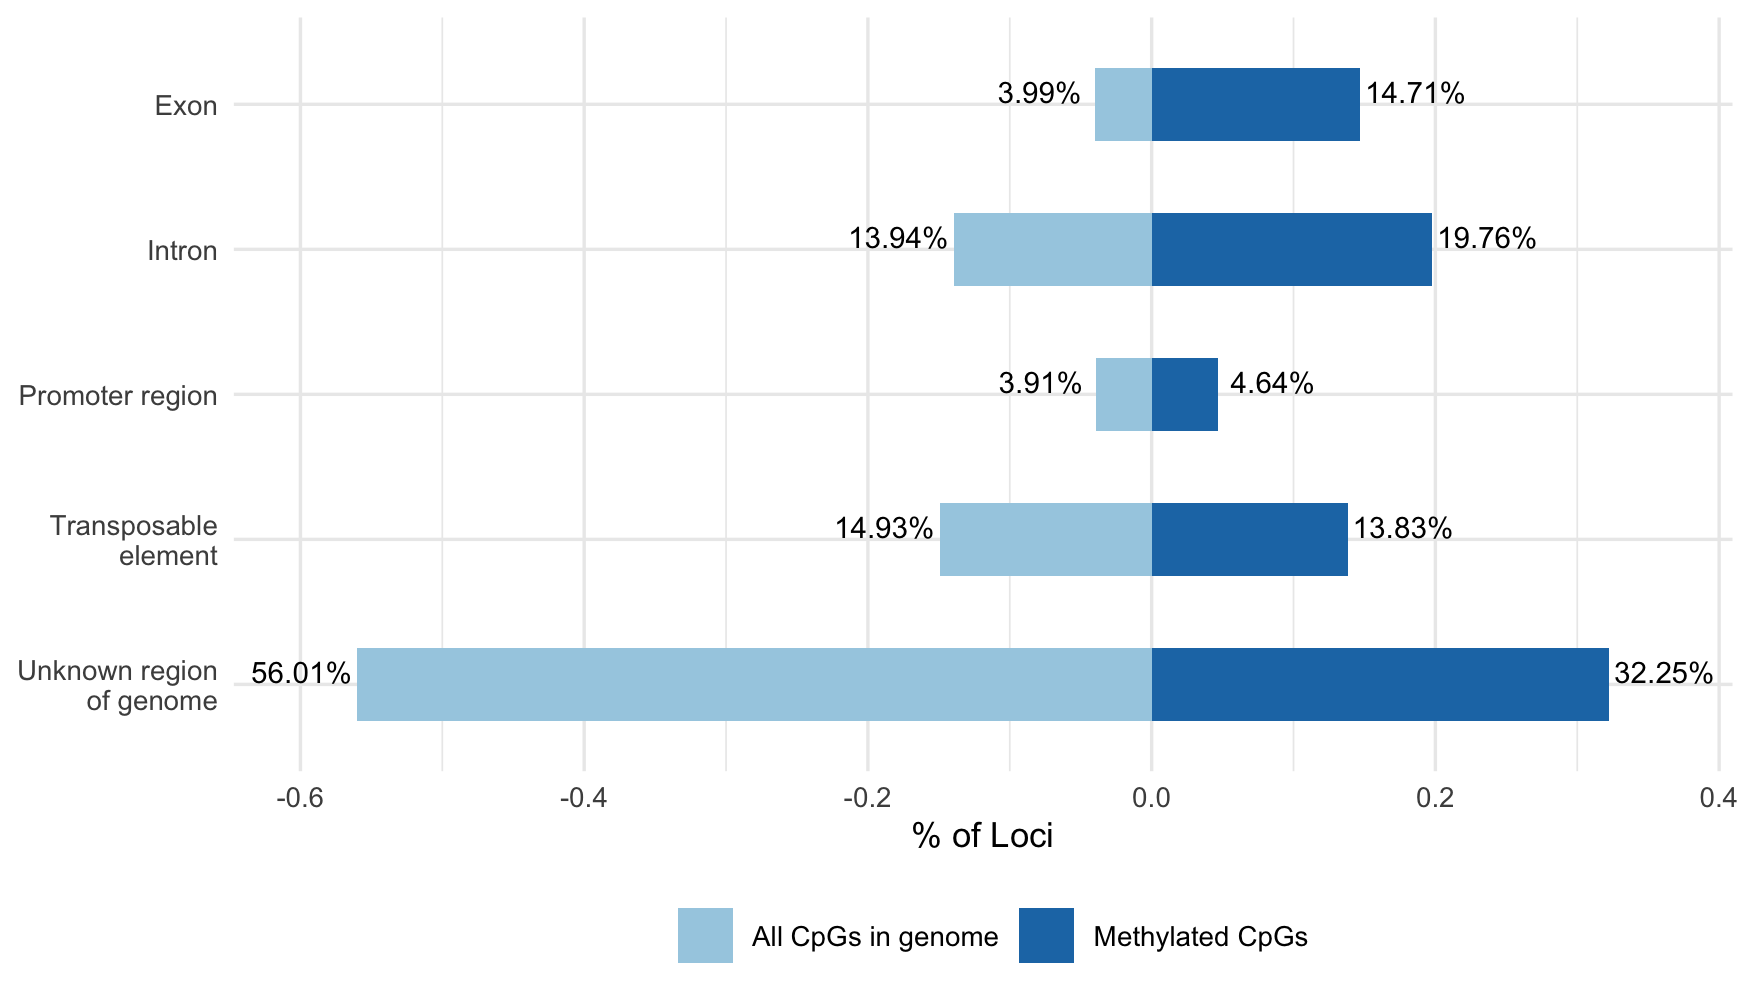 Exon
3.99%
14.71%
Intron
13.94%
19.76%
Promoter region
3.91%
4.64%
Transposable
element
14.93%
13.83%
Unknown region
of genome
56.01%
32.25%
-0.6
-0.4
-0.2
0.0
0.2
0.4
% of Loci
All CpGs in genome
Methylated CpGs